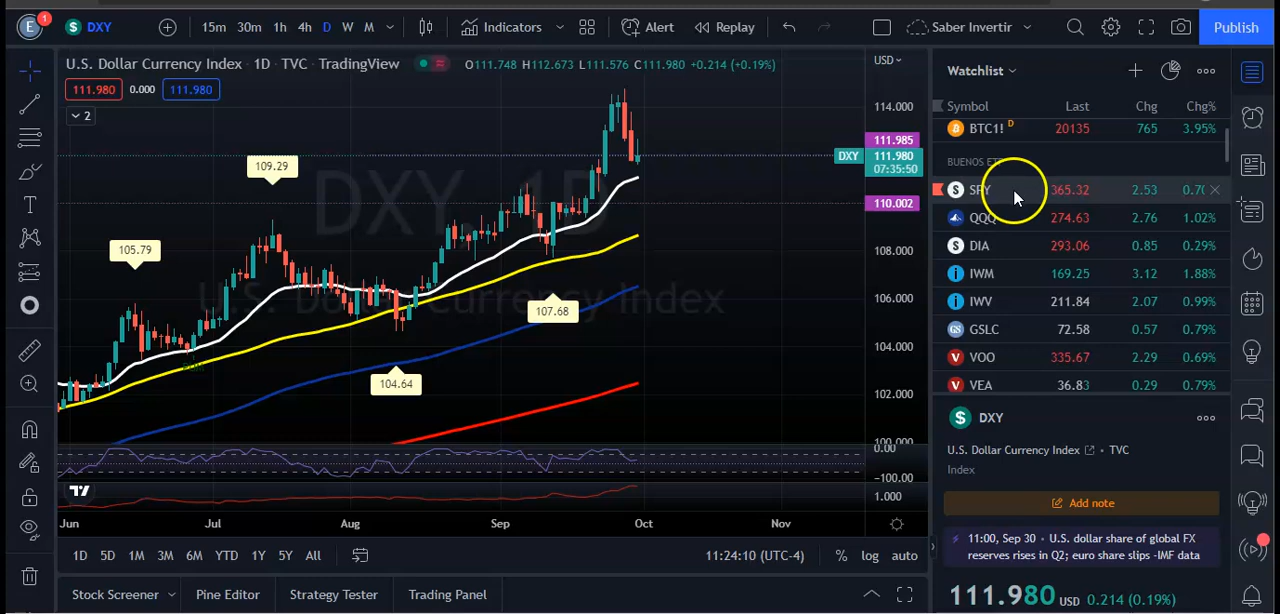 E 1 $ DXY 15m 30m 1h 4h D W M Indicators Alert Replay Saber Invertir Publish
U.S. Dollar Currency Index · 1D · TVC · TradingView O111.748 H112.673 L111.576 C111.980 +0.214 (+0.19%) USD
111.980 0.000 111.980
2
114.000
111.985
DXY 111.980
07:35:50
110.002
108.000
106.000
104.000
102.000
100.000
109.29
105.79
107.68
104.64
DXY, 1D
U.S. Dollar Currency Index
0.00
-100.00
1.000
Jun Jul Aug Sep Oct Nov
1D 5D 1M 3M 6M YTD 1Y 5Y All 11:24:10 (UTC-4) % log auto
Stock Screener Pine Editor Strategy Tester Trading Panel
Watchlist
Symbol Last Chg Chg%
BTC1! D 20135 765 3.95%
SPY 365.32 2.53 0.70
QQQ 274.63 2.76 1.02%
DIA 293.06 0.85 0.29%
IWM 169.25 3.12 1.88%
IWV 211.84 2.07 0.99%
GSLC 72.58 0.57 0.79%
VOO 335.67 2.29 0.69%
VEA 36.83 0.29 0.79%
$ DXY
U.S. Dollar Currency Index · TVC
Index
Add note
11:00, Sep 30 · U.S. dollar share of global FX
reserves rises in Q2; euro share slips -IMF data
111.980 USD 0.214 (0.19%)